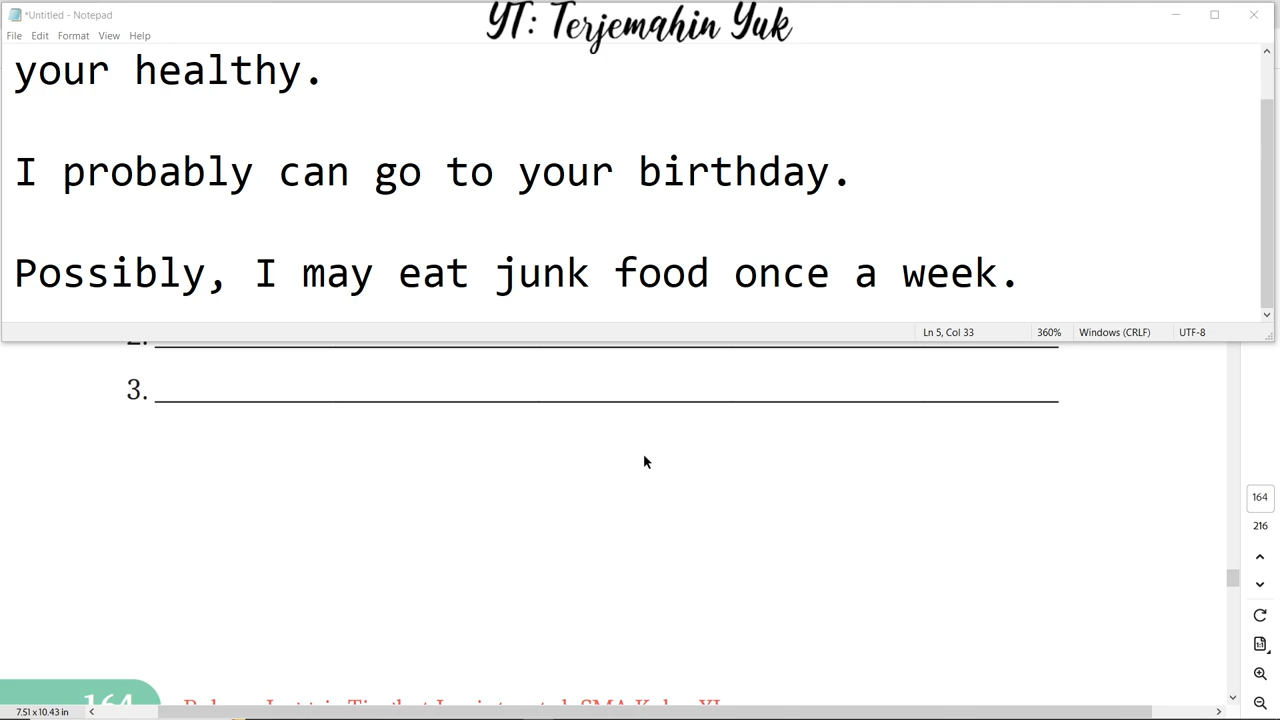 *Untitled - Notepad
YT: Terjemahin Yuk
File Edit Format View Help
your healthy.
I probably can go to your birthday.
Possibly, I may eat junk food once a week.
Ln 5, Col 33 360% Windows (CRLF) UTF-8
2.
3.
164
216
164
7.51 x 10.43 in